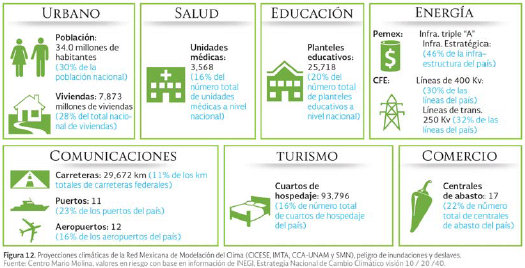 URBANO
Población:
34.0 millones de
habitantes
(30% de la
población nacional)
Viviendas: 7,873
millones de viviendas
(28% del total nacio-
nal de viviendas)
SALUD
Unidades
médicas:
3,568
(16% del
número total
de unidades
médicas a nivel
nacional)
EDUCACIÓN
Planteles
educativos:
25,718
(20% del
número total
de planteles
educativos a
nivel nacional)
ENERGÍA
Pemex:
Infra. triple "A"
Infra. Estratégica:
(46% de la infra-
estructura del país)
CFE:
Líneas de 400 Kv:
(30% de las
líneas del país)
Líneas de trans.
250 Kv (32% de las
líneas del país)
COMUNICACIONES
Carreteras: 29,672 km (11% de los km
totales de carreteras federales)
Puertos: 11
(23% de los puertos del país)
Aeropuertos: 12
(16% de los aeropuertos del país)
TURISMO
Cuartos de
hospedaje: 93,796
(16% de número total
de cuartos de hospedaje
del país)
COMERCIO
Centrales
de abasto: 17
(22% de número
total de centrales
de abasto del país)
Figura 12. Proyecciones climáticas de la Red Mexicana de Modelación del Clima (CICESE, IMTA, CCA-UNAM y SMN), peligro de inundaciones y deslaves.
Fuente: Centro Mario Molina, valores en riesgo con base en información de INEGI, Estrategia Nacional de Cambio Climático visión 10 / 20 /40.